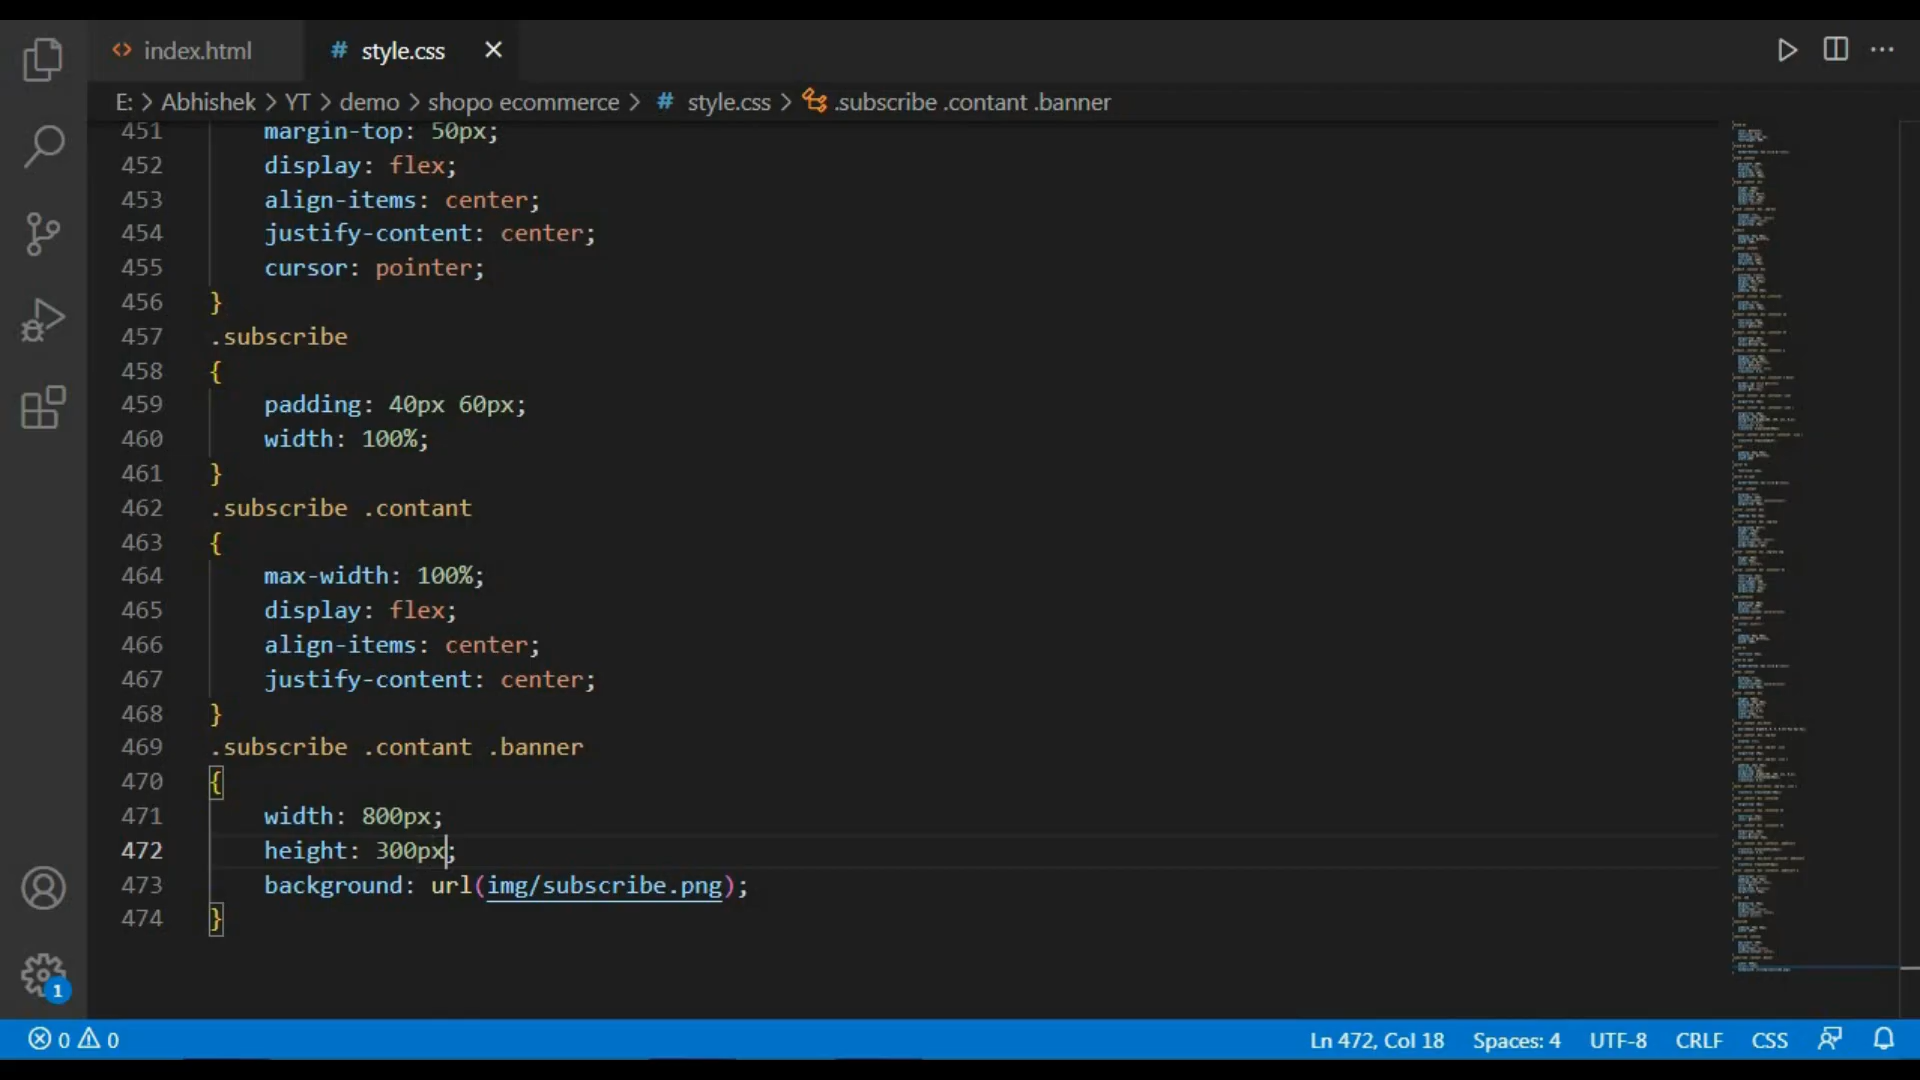 index.html
style.css
E: > Abhishek > YT > demo > shopo ecommerce > # style.css > .subscribe .contant .banner
451 margin-top: 50px;
452 display: flex;
453 align-items: center;
454 justify-content: center;
455 cursor: pointer;
456 }
457 .subscribe
458 {
459 padding: 40px 60px;
460 width: 100%;
461 }
462 .subscribe .contant
463 {
464 max-width: 100%;
465 display: flex;
466 align-items: center;
467 justify-content: center;
468 }
469 .subscribe .contant .banner
470 {
471 width: 800px;
472 height: 300px;
473 background: url(img/subscribe.png);
474 }
1
0 0 Ln 472, Col 18 Spaces: 4 UTF-8 CRLF CSS